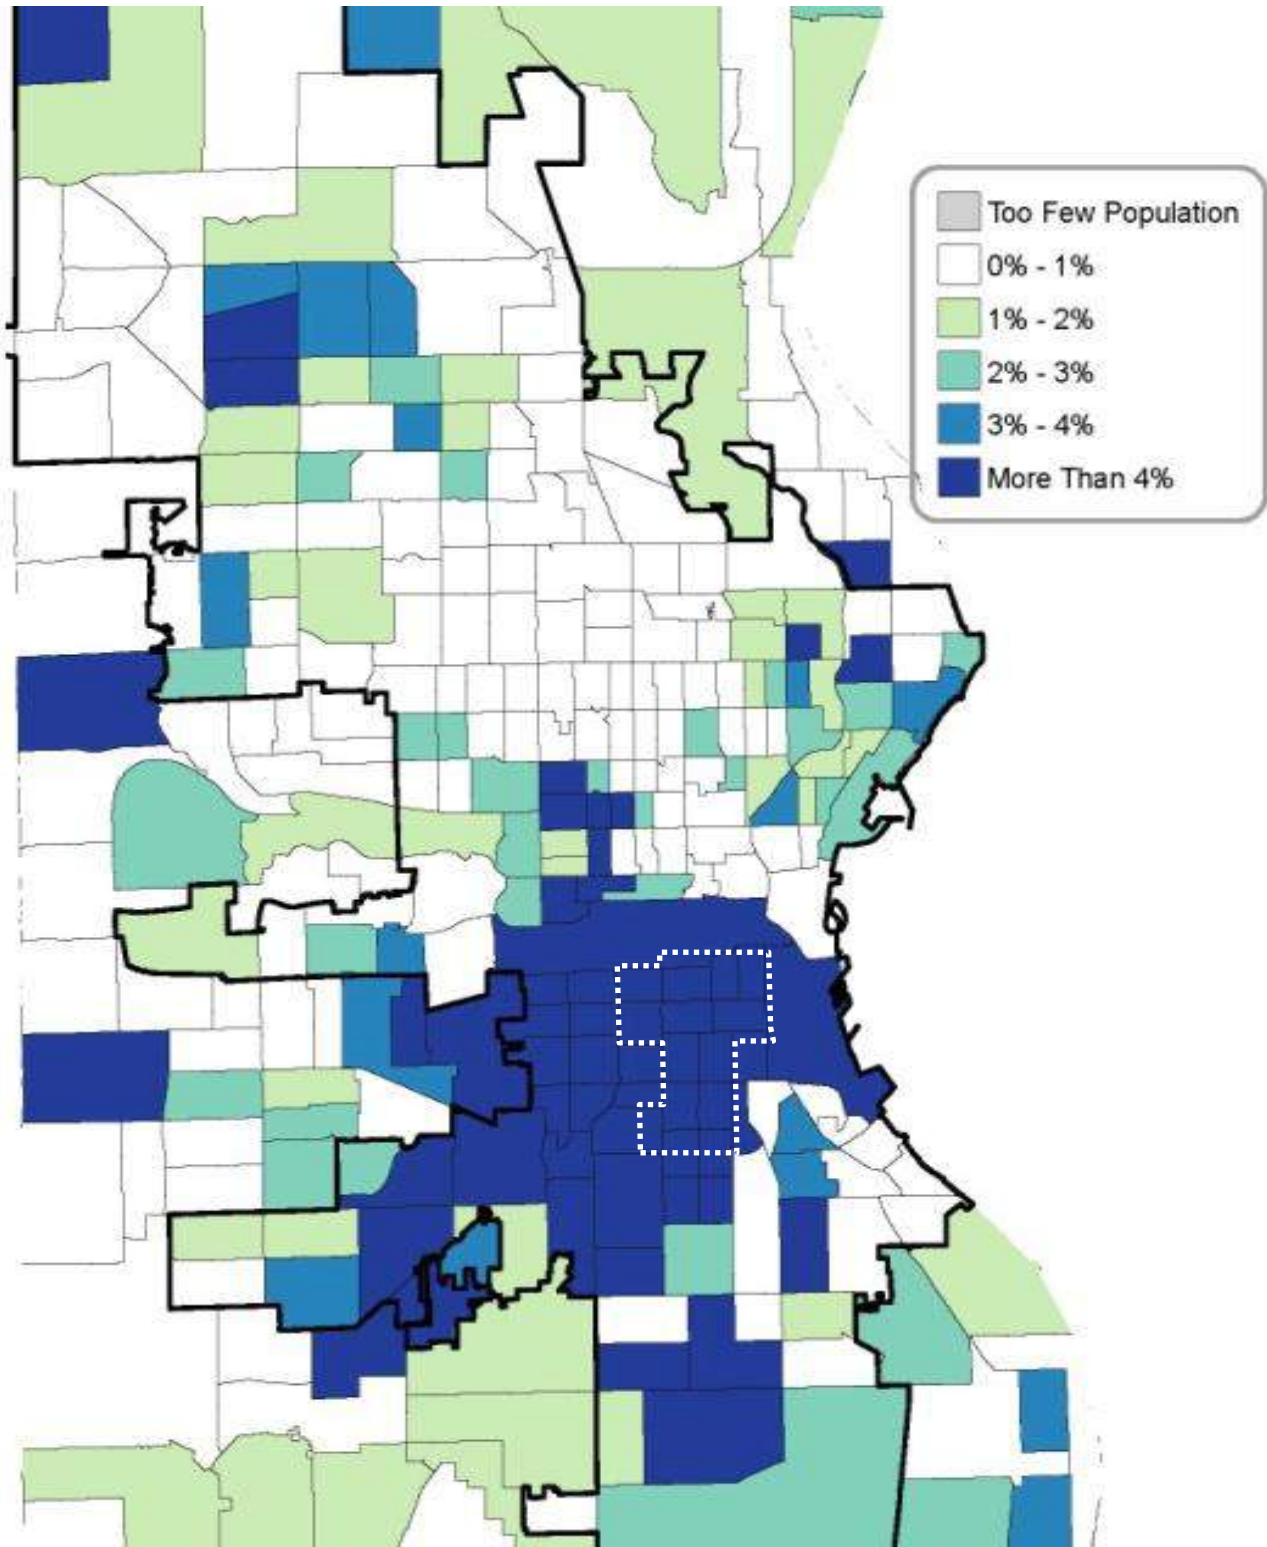 Too Few Population
0% - 1%
1% - 2%
2% - 3%
3% - 4%
More Than 4%